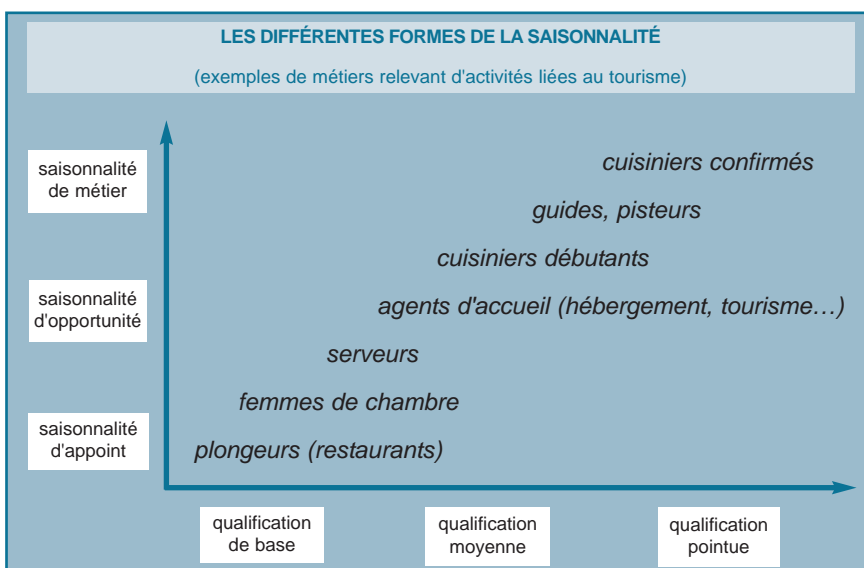 LES DIFFÉRENTES FORMES DE LA SAISONNALITÉ
(exemples de métiers relevant d'activités liées au tourisme)
saisonnalité
de métier
cuisiniers confirmés
guides, pisteurs
cuisiniers débutants
saisonnalité
d'opportunité
agents d'accueil (hébergement, tourisme…)
serveurs
femmes de chambre
saisonnalité
d'appoint
plongeurs (restaurants)
qualification
de base
qualification
moyenne
qualification
pointue